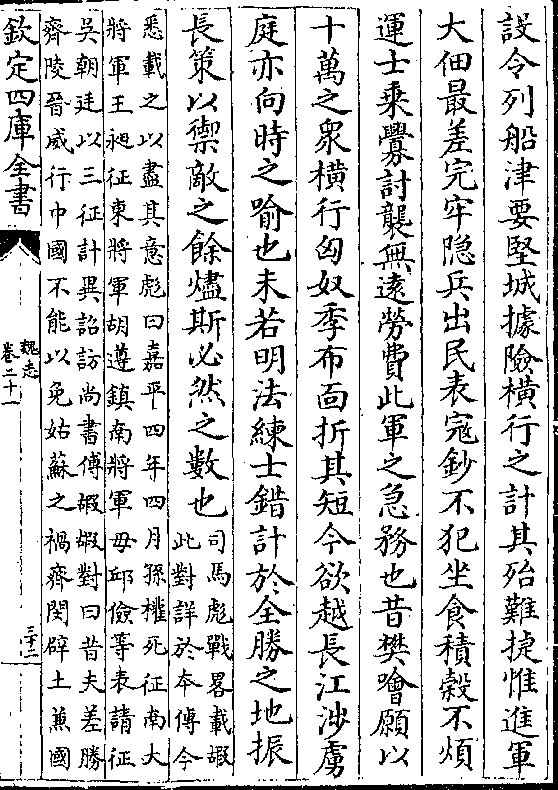 設令列船津要堅城據險橫行之計其殆難捷惟進軍
大佃最差完牢隐兵出民表寇鈔不犯坐食積糓不煩
運士乘釁討襲無逺勞費此軍之急務也昔樊噲願以
十萬之衆橫行匈奴季布面折其短今欲越長江渉虜
庭亦向時之喻也未若明法練士錯計於全勝之地振
長策以禦敵之餘燼斯必然之數也
司馬彪戰畧載嘏
此對詳於本傳今
悉載之以盡其意彪曰嘉平四年四月孫權死征南大
將軍王昶征東將軍胡遵鎮南將軍毋邱儉等表請征
吳朝廷以三征計異詔訪尚書傅嘏嘏對曰昔夫差勝
齊陵晉威行中國不能以免姑蘇之禍齊閔辟土兼國
欽定四庫全書
魏志
卷二十一
三十二